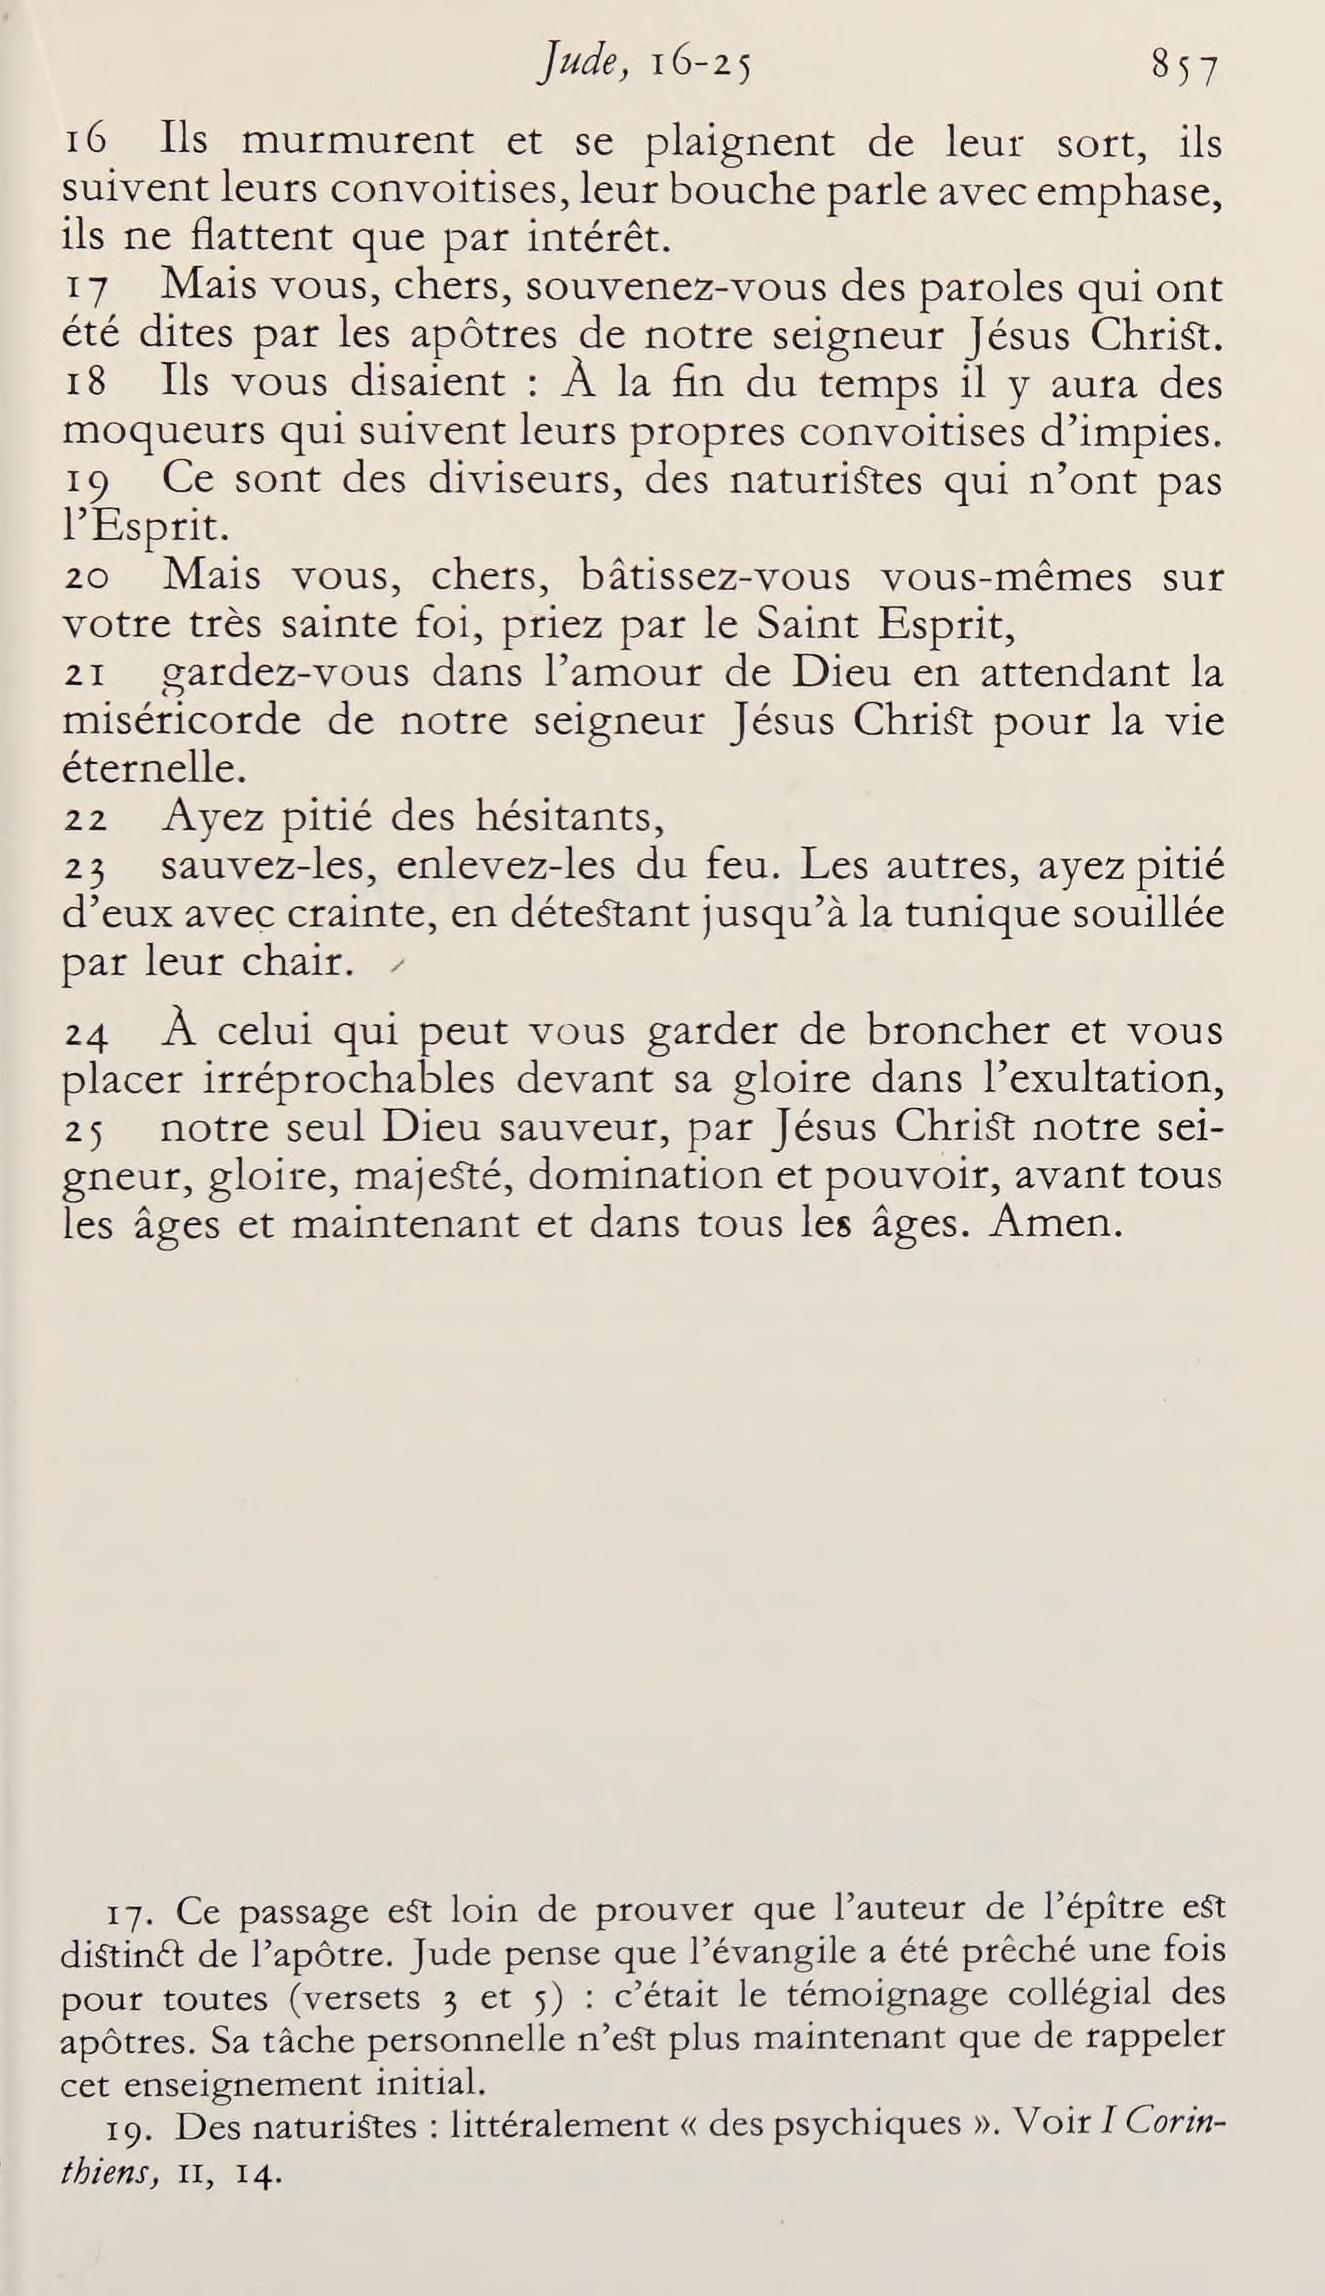 Jude, 16-25 857
16 Ils murmurent et se plaignent de leur sort, ils
suivent leurs convoitises, leur bouche parle avec emphase,
ils ne flattent que par intérêt.
17 Mais vous, chers, souvenez-vous des paroles qui ont
été dites par les apôtres de notre seigneur Jésus Christ.
18 Ils vous disaient : À la fin du temps il y aura des
moqueurs qui suivent leurs propres convoitises d’impies.
19 Ce sont des diviseurs, des naturistes qui n’ont pas
l’Esprit.
20 Mais vous, chers, bâtissez-vous vous-mêmes sur
votre très sainte foi, priez par le Saint Esprit,
21 gardez-vous dans l’amour de Dieu en attendant la
miséricorde de notre seigneur Jésus Christ pour la vie
éternelle.
22 Ayez pitié des hésitants,
23 sauvez-les, enlevez-les du feu. Les autres, ayez pitié
d’eux avec crainte, en détestant jusqu’à la tunique souillée
par leur chair.
24 À celui qui peut vous garder de broncher et vous
placer irréprochables devant sa gloire dans l’exultation,
25 notre seul Dieu sauveur, par Jésus Christ notre sei-
gneur, gloire, majesté, domination et pouvoir, avant tous
les âges et maintenant et dans tous les âges. Amen.
17. Ce passage est loin de prouver que l’auteur de l’épître est
distinct de l’apôtre. Jude pense que l’évangile a été prêché une fois
pour toutes (versets 3 et 5) : c’était le témoignage collégial des
apôtres. Sa tâche personnelle n’est plus maintenant que de rappeler
cet enseignement initial.
19. Des naturistes : littéralement « des psychiques ». Voir I Corin-
thiens, II, 14.